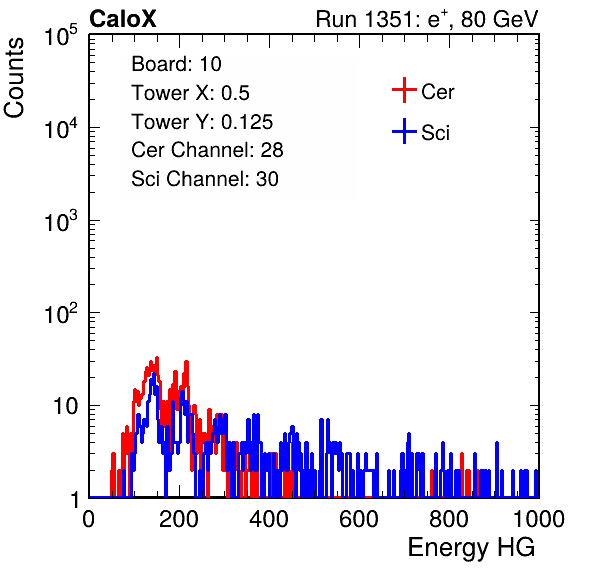 CaloX Run 1351: e⁺, 80 GeV
Counts
10⁵
10⁴
10³
10²
10
1
Board: 10
Tower X: 0.5
Tower Y: 0.125
Cer Channel: 28
Sci Channel: 30
Cer
Sci
0 200 400 600 800 1000
Energy HG